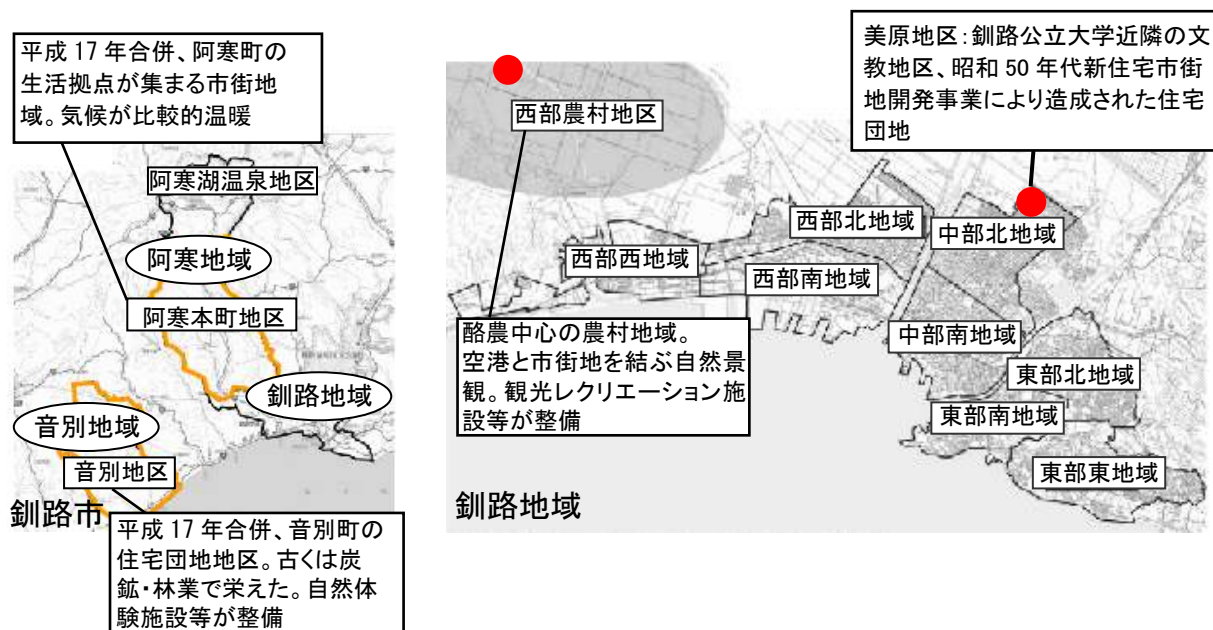 平成 17 年合併、阿寒町の
生活拠点が集まる市街地
域。気候が比較的温暖
阿寒湖温泉地区
阿寒地域
阿寒本町地区
釧路地域
音別地域
音別地区
釧路市
平成 17 年合併、音別町の
住宅団地地区。古くは炭
鉱・林業で栄えた。自然体
験施設等が整備
美原地区：釧路公立大学近隣の文
教地区、昭和 50 年代新住宅市街
地開発事業により造成された住宅
団地
西部農村地区
西部北地域
中部北地域
西部西地域
西部南地域
酪農中心の農村地域。
空港と市街地を結ぶ自然景
観。観光レクリエーション施
設等が整備
中部南地域
東部北地域
東部南地域
東部東地域
釧路地域